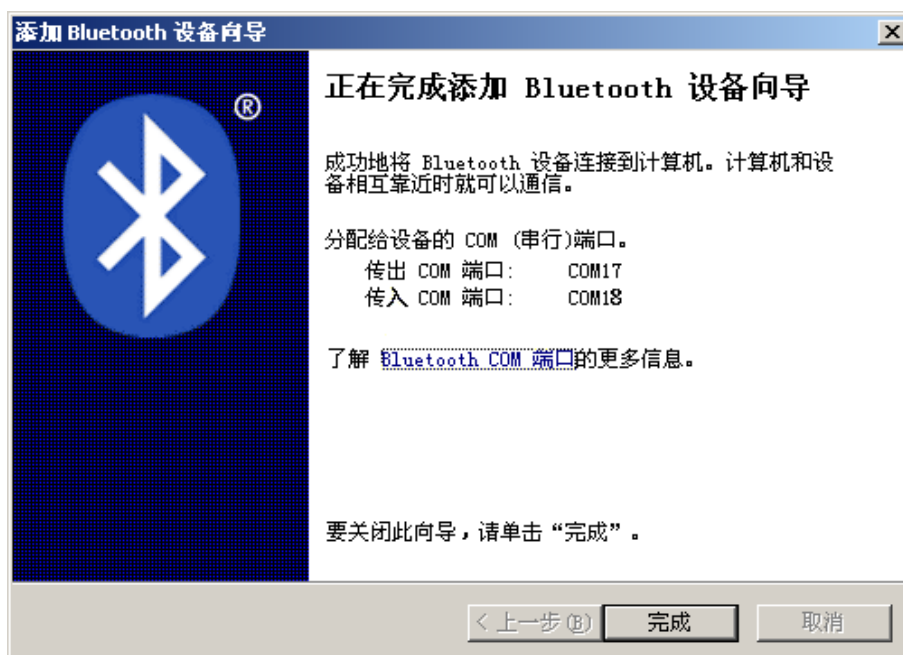 添加 Bluetooth 设备向导
®
正在完成添加 Bluetooth 设备向导
成功地将 Bluetooth 设备连接到计算机。计算机和设
备相互靠近时就可以通信。
分配给设备的 COM (串行)端口。
传出 COM 端口: COM17
传入 COM 端口: COM18
了解 Bluetooth COM 端口的更多信息。
要关闭此向导，请单击“完成”。
< 上一步(B) 完成 取消